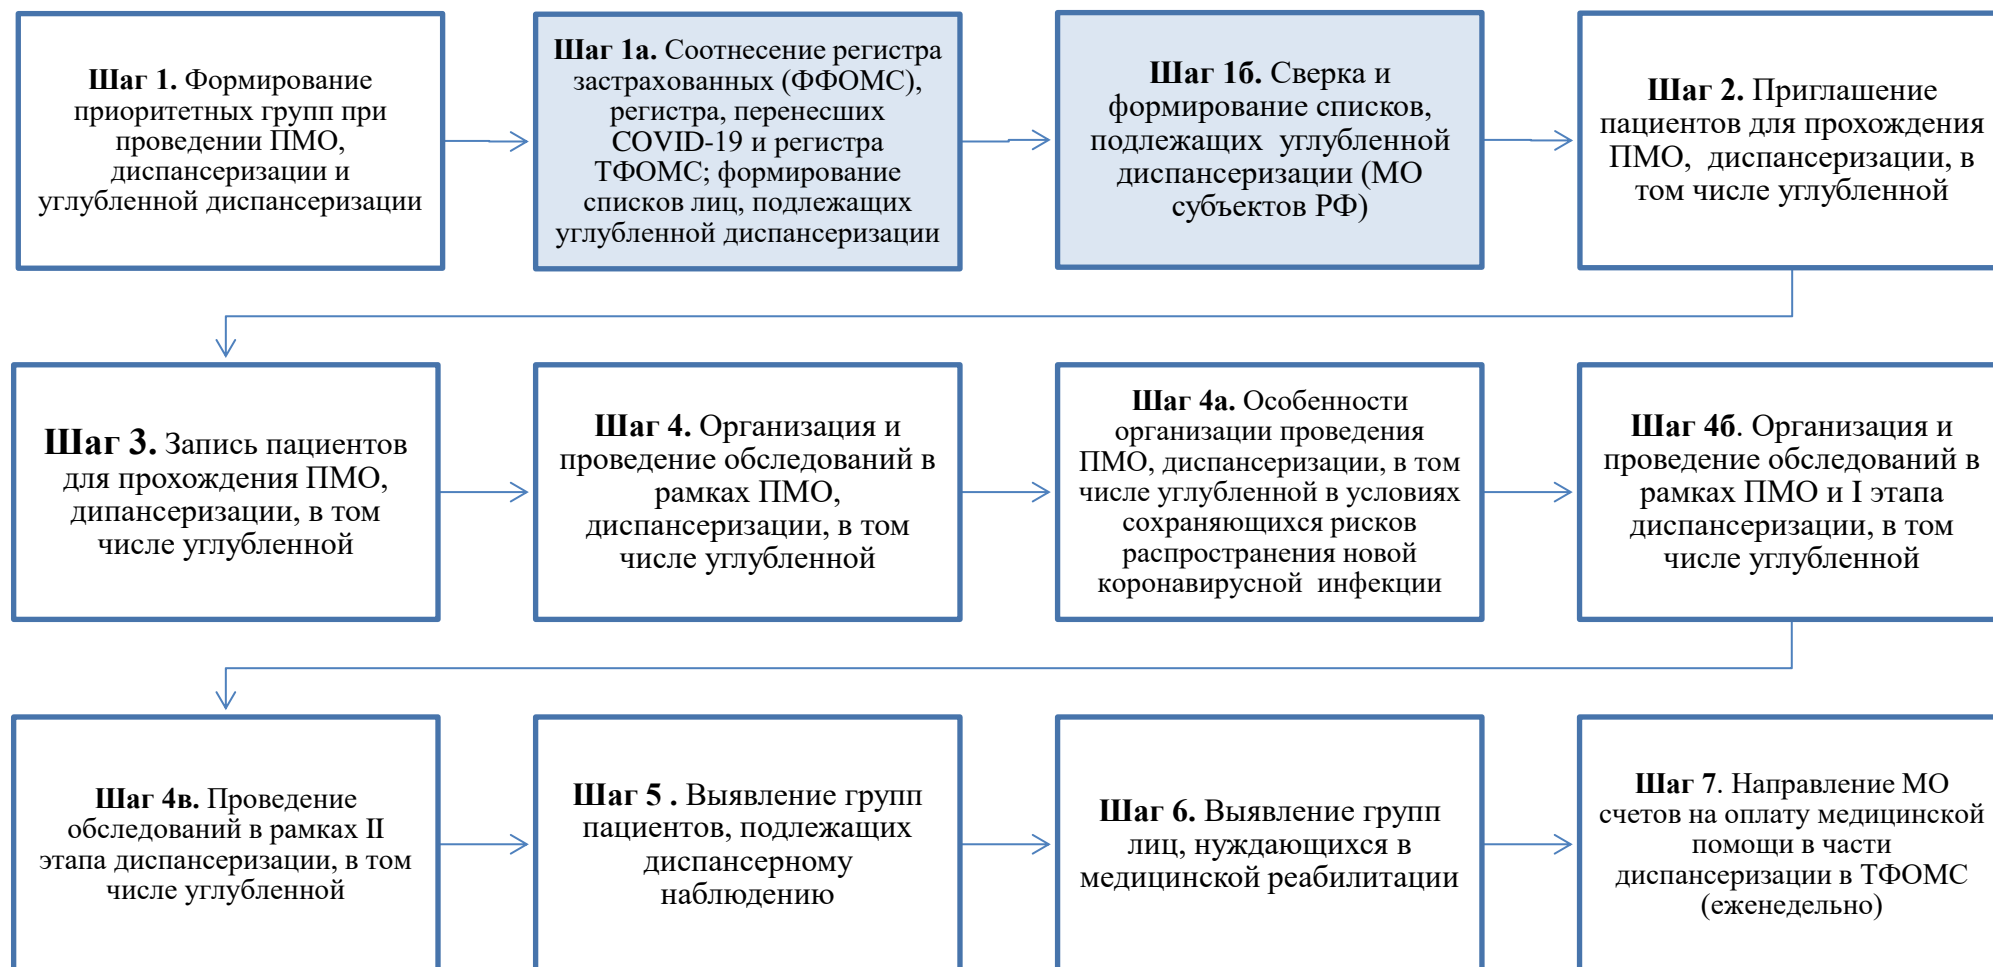 Шаг 1. Формирование
приоритетных групп при
проведении ПМО,
диспансеризации и
углубленной диспансеризации
Шаг 1а. Соотнесение регистра
застрахованных (ФФОМС),
регистра, перенесших
COVID-19 и регистра
ТФОМС; формирование
списков лиц, подлежащих
углубленной диспансеризации
Шаг 1б. Сверка и
формирование списков,
подлежащих углубленной
диспансеризации (МО
субъектов РФ)
Шаг 2. Приглашение
пациентов для прохождения
ПМО, диспансеризации, в
том числе углубленной
Шаг 3. Запись пациентов
для прохождения ПМО,
дипансеризации, в том
числе углубленной
Шаг 4. Организация и
проведение обследований в
рамках ПМО,
диспансеризации, в том
числе углубленной
Шаг 4а. Особенности
организации проведения
ПМО, диспансеризации, в том
числе углубленной в условиях
сохраняющихся рисков
распространения новой
коронавирусной инфекции
Шаг 4б. Организация и
проведение обследований в
рамках ПМО и I этапа
диспансеризации, в том
числе углубленной
Шаг 4в. Проведение
обследований в рамках II
этапа диспансеризации, в том
числе углубленной
Шаг 5 . Выявление групп
пациентов, подлежащих
диспансерному
наблюдению
Шаг 6. Выявление групп
лиц, нуждающихся в
медицинской реабилитации
Шаг 7. Направление МО
счетов на оплату медицинской
помощи в части
диспансеризации в ТФОМС
(еженедельно)